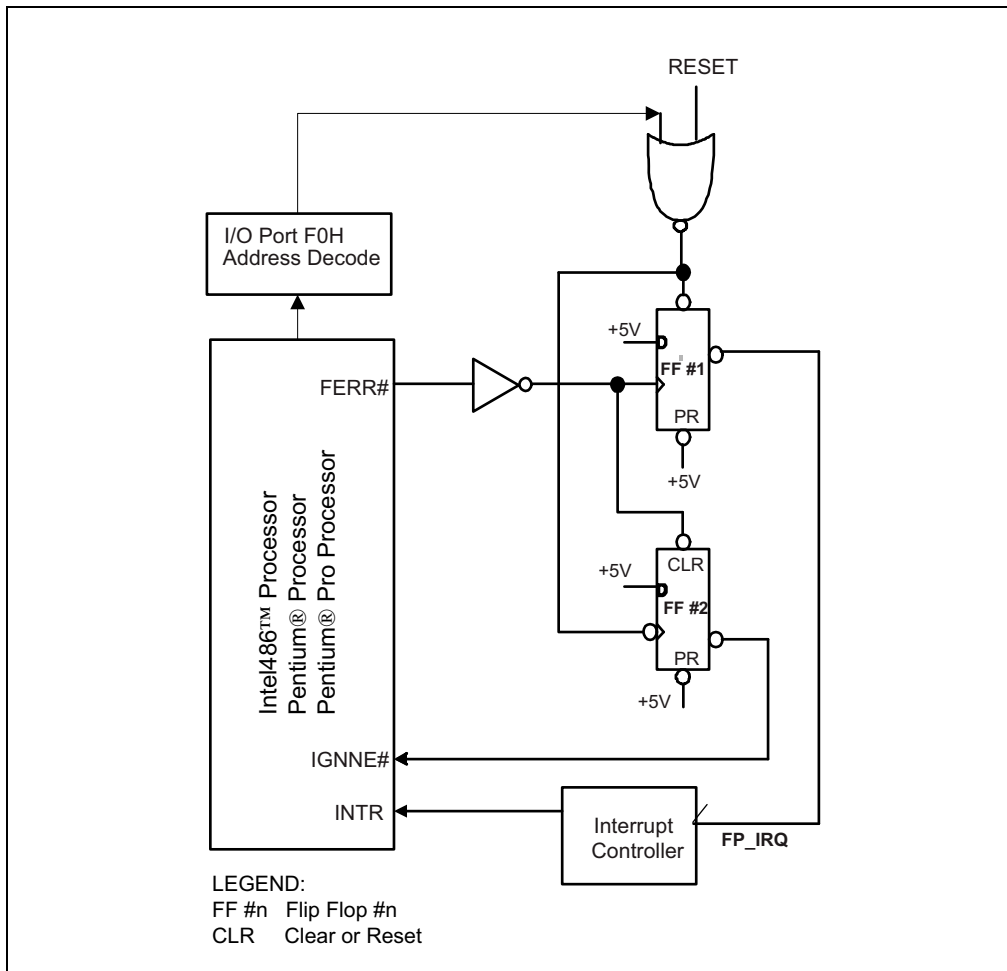 RESET
I/O Port F0H
Address Decode
+5V
FF #1
FERR#
PR
+5V
CLR
+5V
FF #2
PR
+5V
Intel486™ Processor
Pentium® Processor
Pentium® Pro Processor
IGNNE#
INTR
Interrupt
Controller
FP_IRQ
LEGEND:
FF #n Flip Flop #n
CLR Clear or Reset